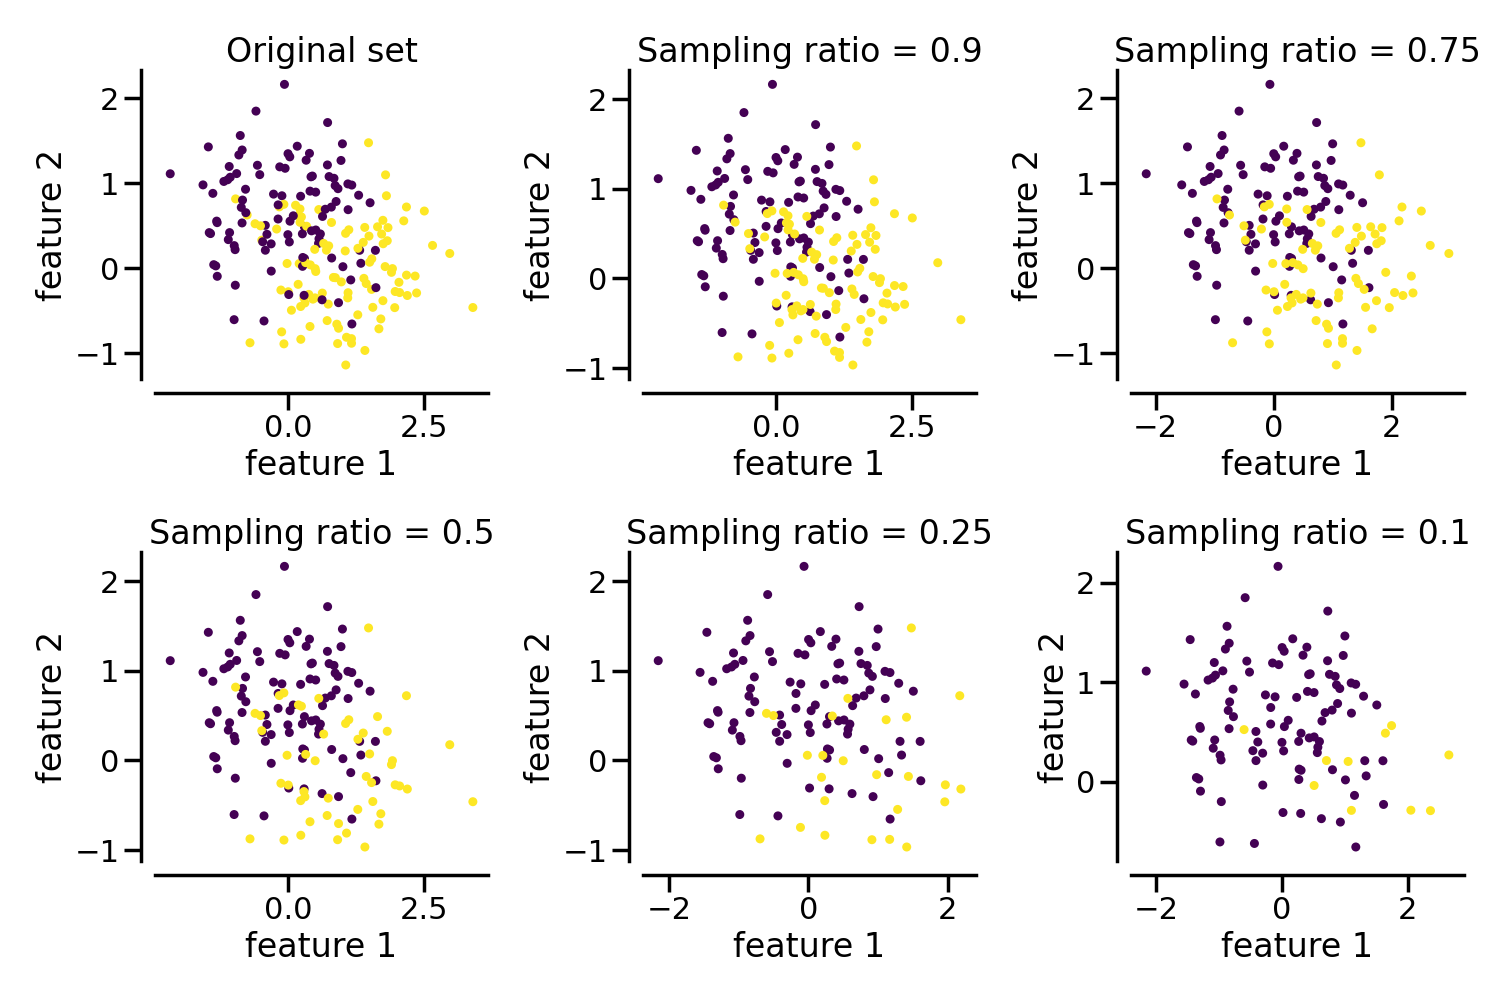 Original set
Sampling ratio = 0.9
Sampling ratio = 0.75
2
1
0
−1
feature 2
0.0
2.5
feature 1
2
1
0
−1
feature 2
0.0
2.5
feature 1
2
1
0
−1
feature 2
−2
0
2
feature 1
Sampling ratio = 0.5
Sampling ratio = 0.25
Sampling ratio = 0.1
2
1
0
−1
feature 2
0.0
2.5
feature 1
2
1
0
−1
feature 2
−2
0
2
feature 1
2
1
0
feature 2
−2
0
2
feature 1